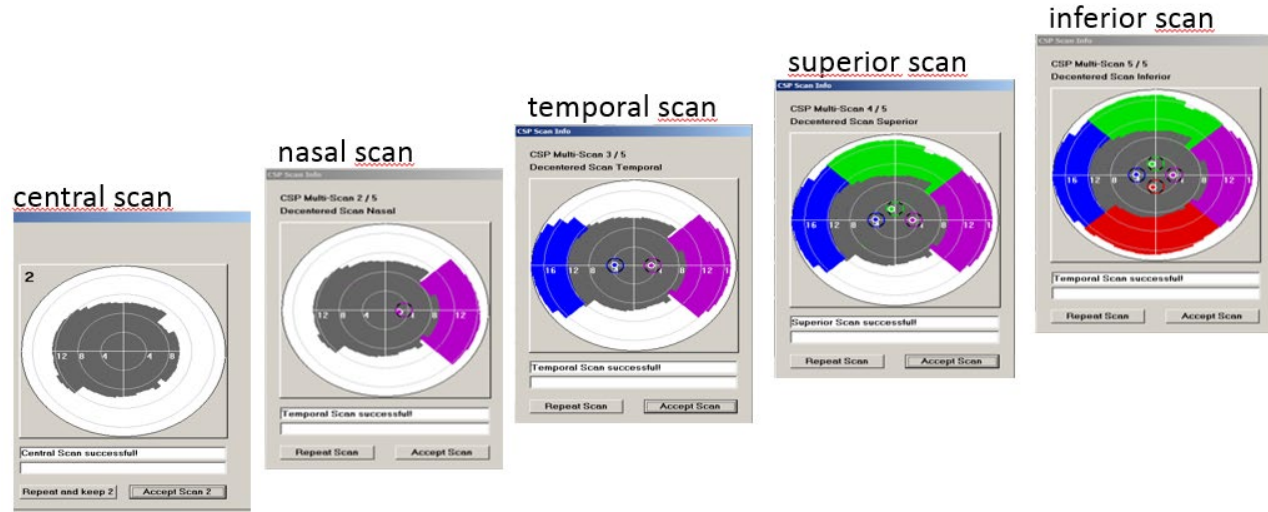 central scan
2
12 8 4 4 8
Central Scan successful!
Repeat and keep 2 Accept Scan 2
nasal scan
CSP Scan Info
CSP Multi-Scan 2 / 5
Decentered Scan Nasal
12 8 4 8 12
Temporal Scan successful!
Repeat Scan Accept Scan
temporal scan
CSP Scan Info
CSP Multi-Scan 3 / 5
Decentered Scan Temporal
16 12 8 4 8 12
Temporal Scan successful!
Repeat Scan Accept Scan
superior scan
CSP Scan Info
CSP Multi-Scan 4 / 5
Decentered Scan Superior
16 12 8 8 12
Superior Scan successful!
Repeat Scan Accept Scan
inferior scan
CSP Scan Info
CSP Multi-Scan 5 / 5
Decentered Scan Inferior
16 12 8 8 12
Temporal Scan successful!
Repeat Scan Accept Scan